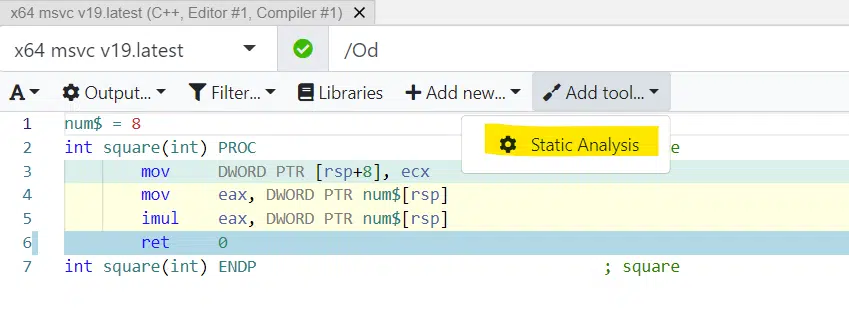 x64 msvc v19.latest (C++, Editor #1, Compiler #1) ✕
x64 msvc v19.latest /Od
A Output... Filter... Libraries + Add new... Add tool...
Static Analysis
1 num$ = 8
2 int square(int) PROC e
3 mov DWORD PTR [rsp+8], ecx
4 mov eax, DWORD PTR num$[rsp]
5 imul eax, DWORD PTR num$[rsp]
6 ret 0
7 int square(int) ENDP ; square